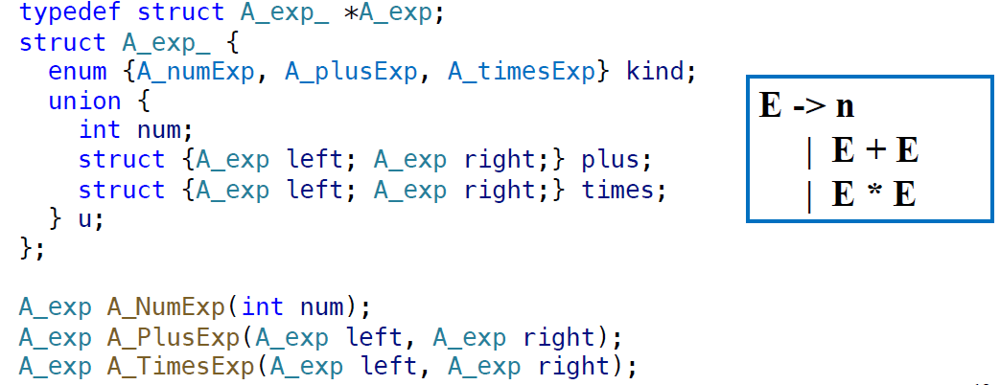 typedef struct A_exp_ *A_exp;
struct A_exp_ {
  enum {A_numExp, A_plusExp, A_timesExp} kind;
  union {
    int num;
    struct {A_exp left; A_exp right;} plus;
    struct {A_exp left; A_exp right;} times;
  } u;
};
A_exp A_NumExp(int num);
A_exp A_PlusExp(A_exp left, A_exp right);
A_exp A_TimesExp(A_exp left, A_exp right);
E -> n
| E + E
| E * E